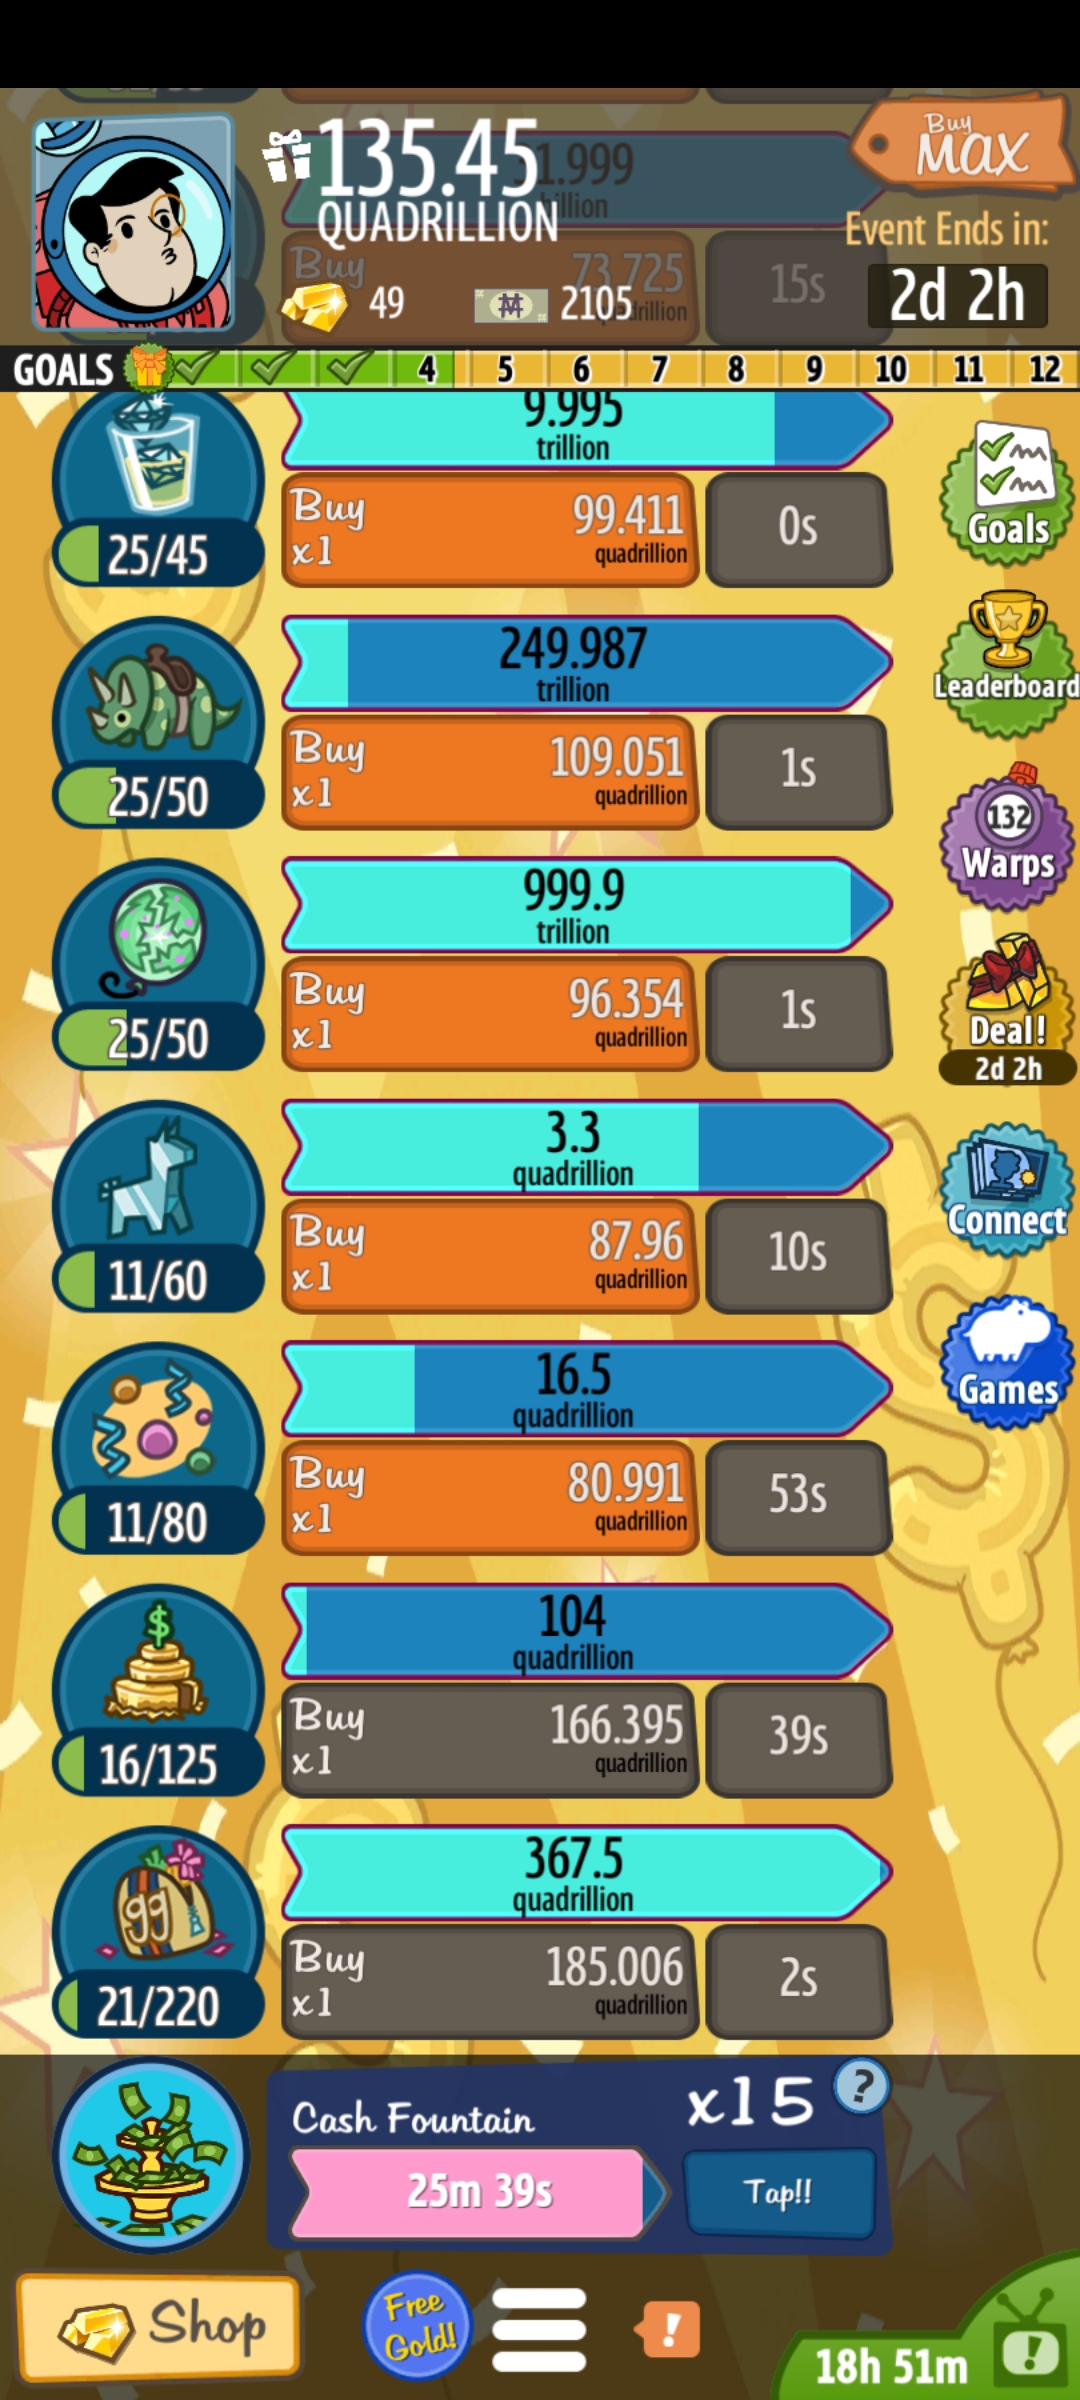 135.45
QUADRILLION
Buy
MAX
Event Ends in:
2d 2h
1.999
Buy
73.725
15s
49
2105
GOALS 4 5 6 7 8 9 10 11 12
9.995
trillion
Buy
x1
99.411
quadrillion
0s
25/45
Goals
249.987
trillion
Buy
x1
109.051
quadrillion
1s
25/50
Leaderboard
999.9
trillion
Buy
x1
96.354
quadrillion
1s
25/50
132
Warps
Deal!
2d 2h
3.3
quadrillion
Buy
x1
87.96
quadrillion
10s
11/60
Connect
16.5
quadrillion
Buy
x1
80.991
quadrillion
53s
11/80
Games
$
104
quadrillion
Buy
x1
166.395
quadrillion
39s
16/125
gg
367.5
quadrillion
Buy
x1
185.006
quadrillion
2s
21/220
Cash Fountain
x15
?
25m 39s
Tap!!
Shop
Free
Gold!
!
18h 51m
!